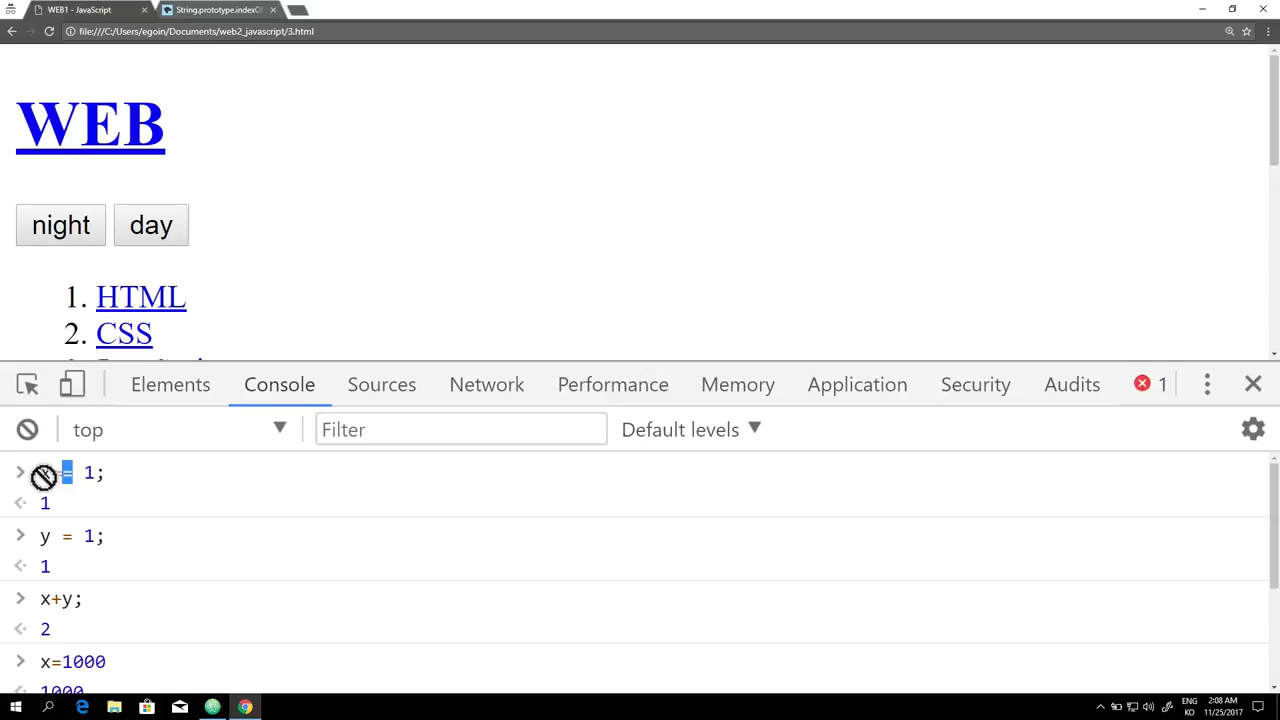 WEB1 - JavaScript
String.prototype.indexO
file:///C:/Users/egoin/Documents/web2_javascript/3.html
WEB
night day
1. HTML
2. CSS
Elements Console Sources Network Performance Memory Application Security Audits 1
top Filter Default levels
= 1;
1
y = 1;
1
x+y;
2
x=1000
1000
ENG 2:08 AM
KO 11/25/2017